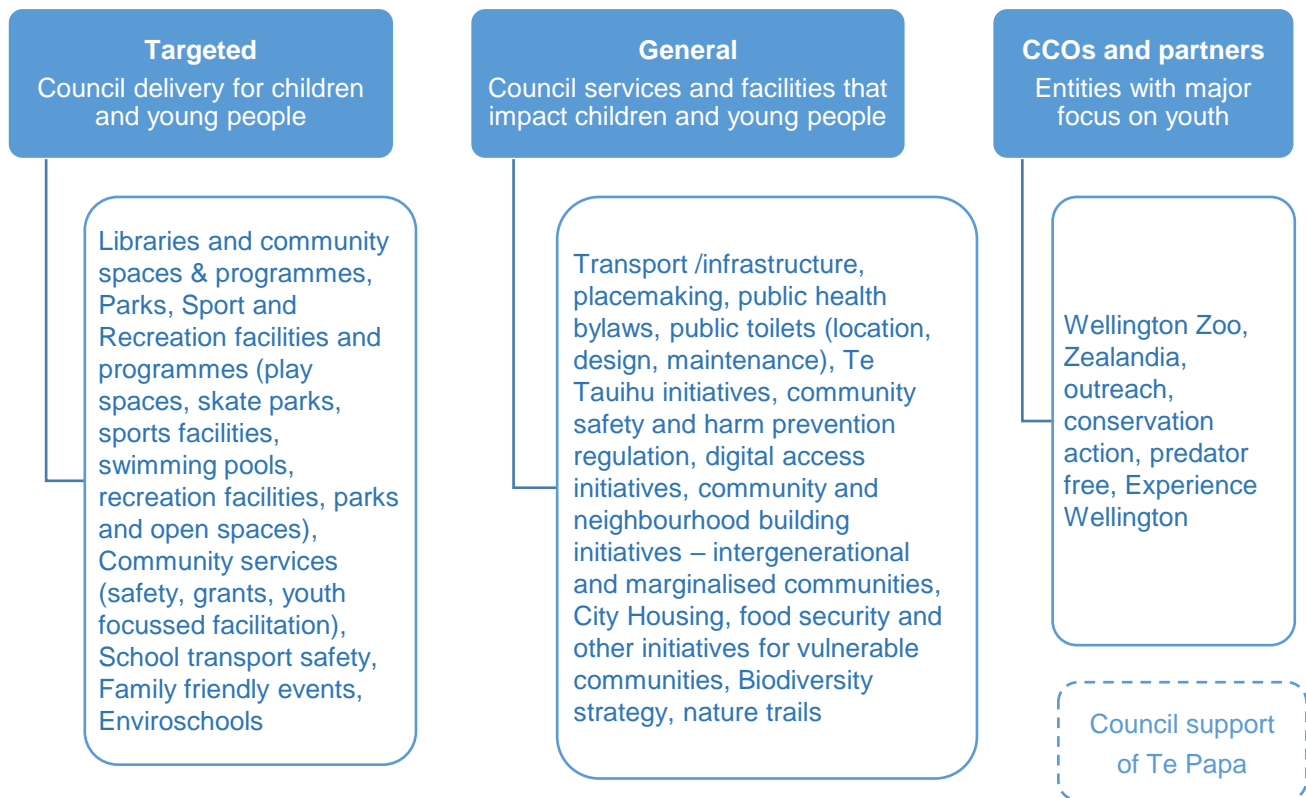 Targeted
Council delivery for children
and young people
Libraries and community
spaces & programmes,
Parks, Sport and
Recreation facilities and
programmes (play
spaces, skate parks,
sports facilities,
swimming pools,
recreation facilities, parks
and open spaces),
Community services
(safety, grants, youth
focussed facilitation),
School transport safety,
Family friendly events,
Enviroschools
General
Council services and facilities that
impact children and young people
Transport /infrastructure,
placemaking, public health
bylaws, public toilets (location,
design, maintenance), Te
Tauihu initiatives, community
safety and harm prevention
regulation, digital access
initiatives, community and
neighbourhood building
initiatives – intergenerational
and marginalised communities,
City Housing, food security and
other initiatives for vulnerable
communities, Biodiversity
strategy, nature trails
CCOs and partners
Entities with major
focus on youth
Wellington Zoo,
Zealandia,
outreach,
conservation
action, predator
free, Experience
Wellington
Council support
of Te Papa